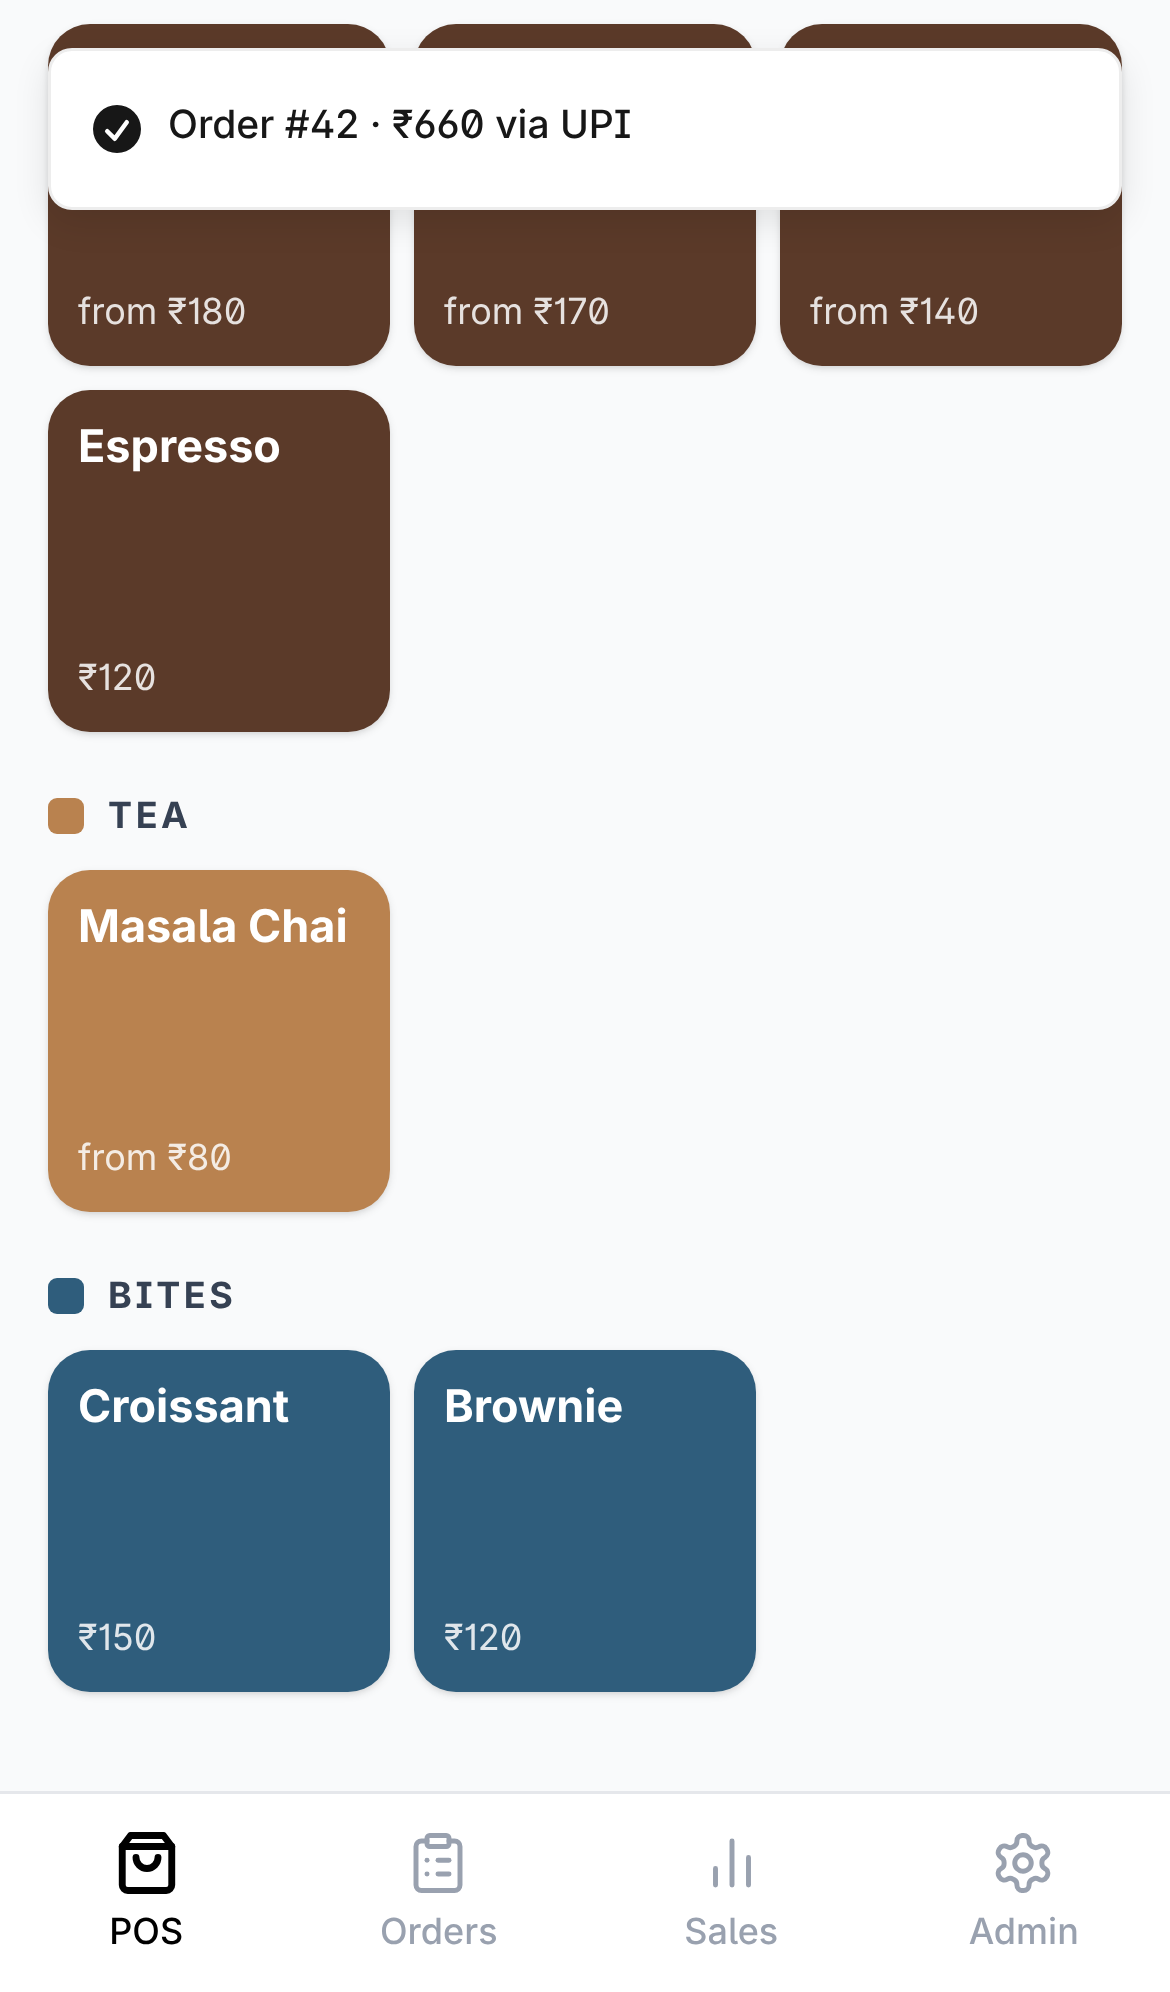 Order #42 · ₹660 via UPI
from ₹180
from ₹170
from ₹140
Espresso
₹120
TEA
Masala Chai
from ₹80
BITES
Croissant
Brownie
₹150
₹120
POS
Orders
Sales
Admin